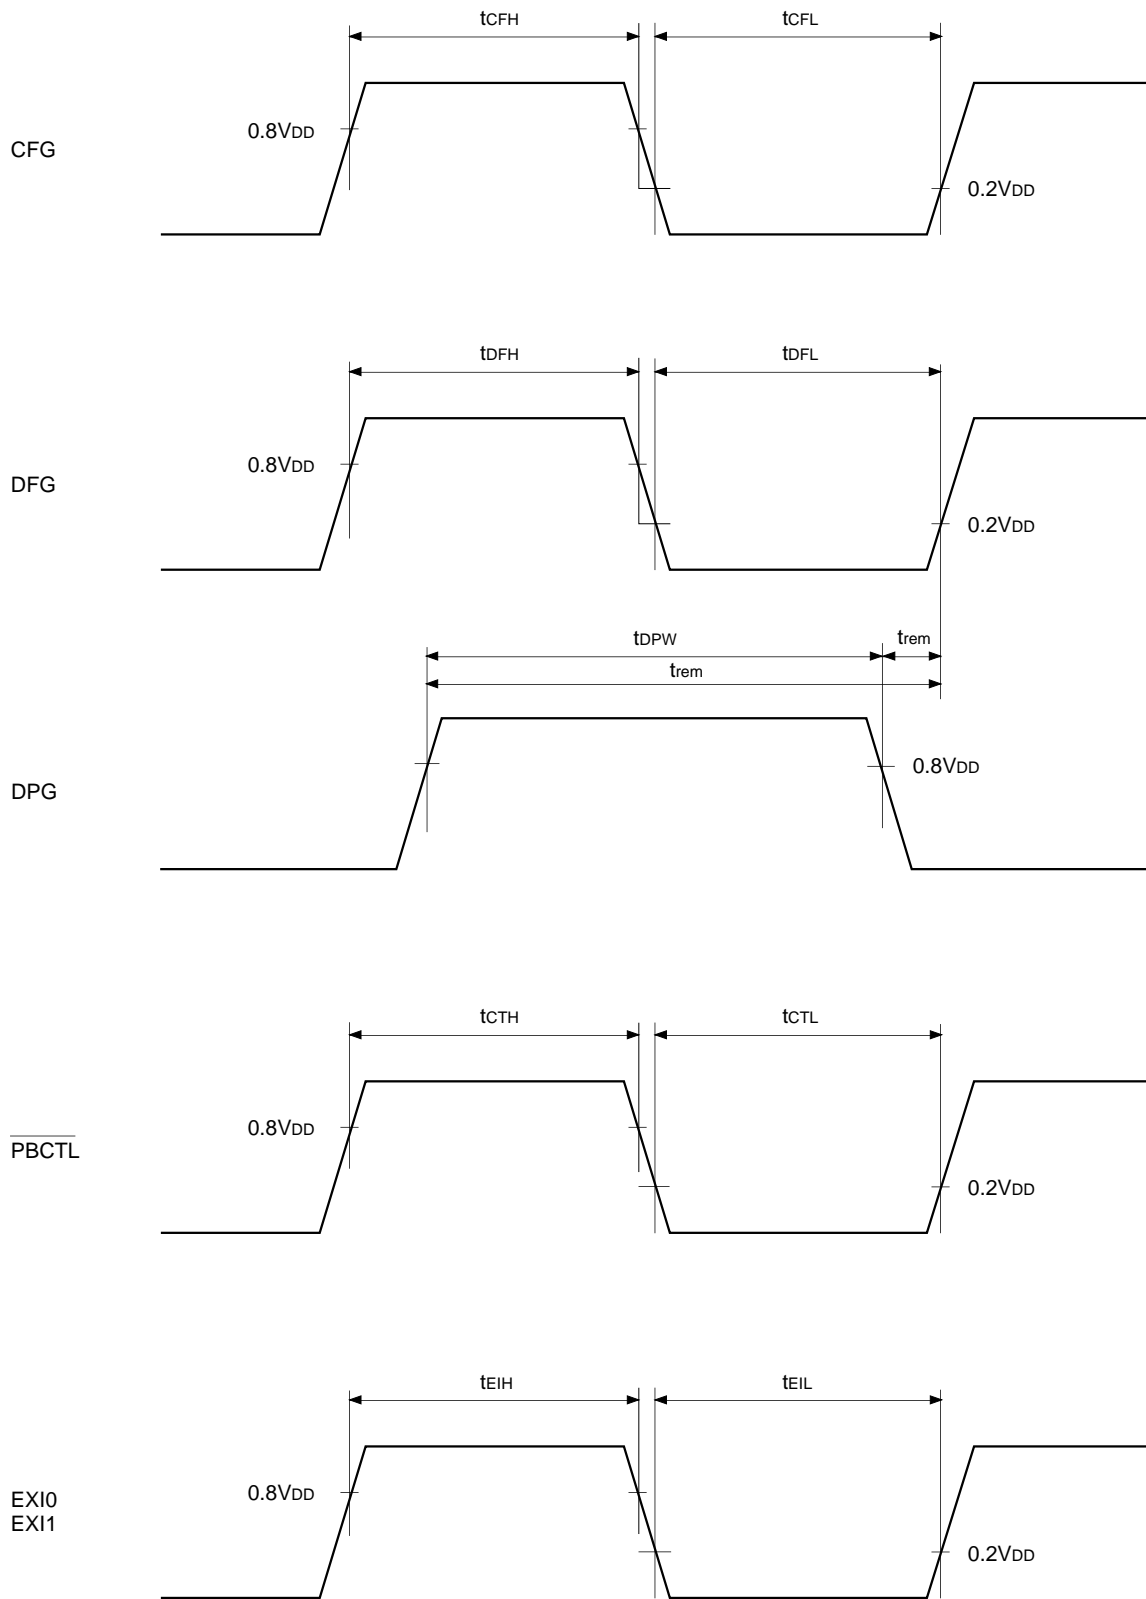 tCFH tCFL
CFG
0.8VDD
0.2VDD
tDFH tDFL
DFG
0.8VDD
0.2VDD
tDPW trem
trem
DPG
0.8VDD
tCTH tCTL
PBCTL
0.8VDD
0.2VDD
tEIH tEIL
EXI0
EXI1
0.8VDD
0.2VDD